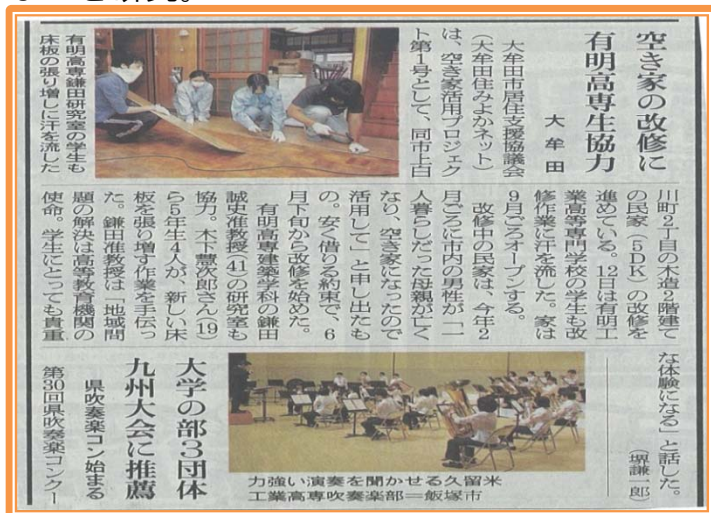 空き家の改修に
有明高専生協力
大牟田
大牟田市居住支援協議会
（大牟田住みよかネット）
は、空き家活用プロジェク
ト第1号として、同市上白
有明高専鎌田研究室の学生も
床板の張り増しに汗を流した
川町2丁目の木造2階建て
の民家（5DK）の改修を
進めている。12日は有明工
業高等専門学校の学生も改
修作業に汗を流した。家は
9月ごろオープンする。
改修中の民家は、今年2
月ごろに市内の男性が「一
人暮らしだった母親が亡く
なり、空き家になったので
活用して」と申し出たも
の。安く借りる約束で、6
月下旬から改修を始めた。
有明高専建築学科の鎌田
誠史准教授（41）の研究室も
協力。木下慧次郎さん（19）
ら5年生4人が、新しい床
板を張り増す作業を手伝っ
た。鎌田准教授は「地域問
題の解決は高等教育機関の
使命。学生にとっても貴重
な体験になる」と話した。
（堺謙一郎）
力強い演奏を聞かせる久留米
工業高専吹奏楽部＝飯塚市
大学の部3団体
九州大会に推薦
県吹奏楽コン始まる
第30回県吹奏楽コンクー